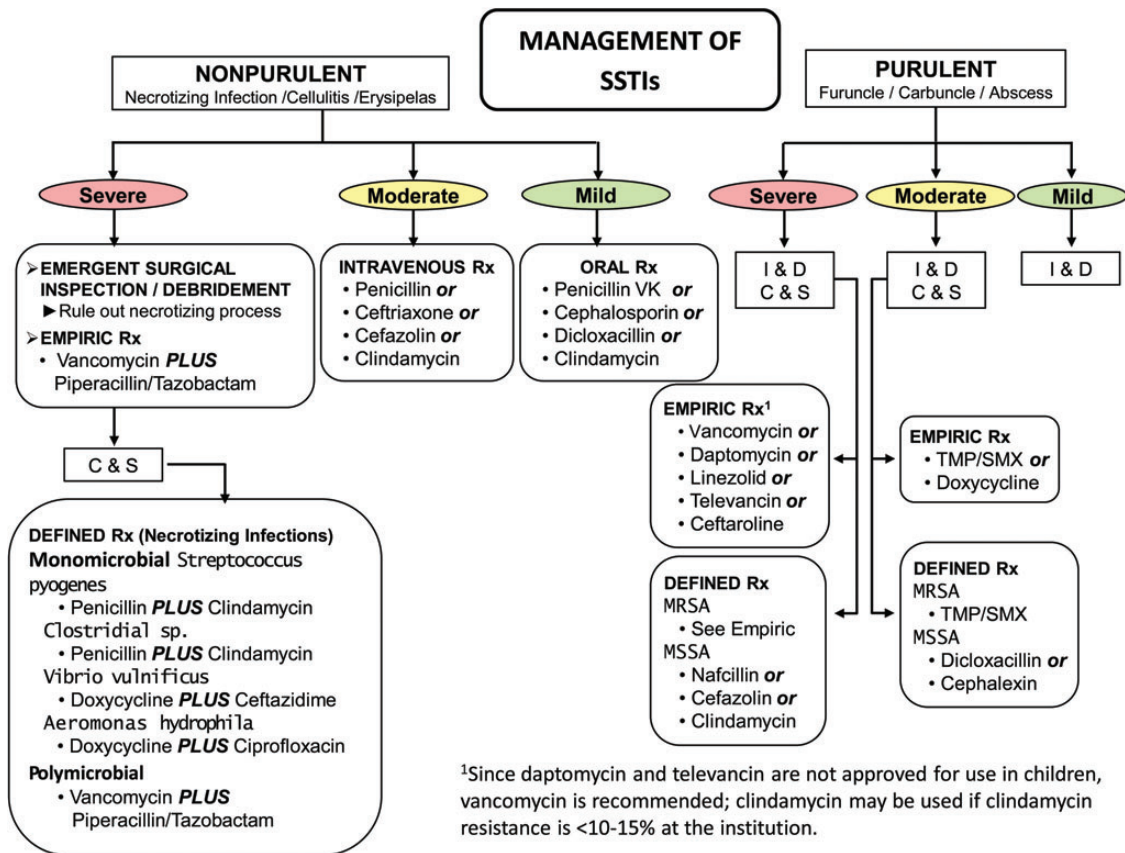 MANAGEMENT OF
SSTIs
NONPURULENT
Necrotizing Infection /Cellulitis /Erysipelas
Severe
Moderate
Mild
➢EMERGENT SURGICAL
INSPECTION / DEBRIDEMENT
►Rule out necrotizing process
➢EMPIRIC Rx
• Vancomycin PLUS
Piperacillin/Tazobactam
C & S
DEFINED Rx (Necrotizing Infections)
Monomicrobial Streptococcus
pyogenes
• Penicillin PLUS Clindamycin
Clostridial sp.
• Penicillin PLUS Clindamycin
Vibrio vulnificus
• Doxycycline PLUS Ceftazidime
Aeromonas hydrophila
• Doxycycline PLUS Ciprofloxacin
Polymicrobial
• Vancomycin PLUS
Piperacillin/Tazobactam
INTRAVENOUS Rx
• Penicillin or
• Ceftriaxone or
• Cefazolin or
• Clindamycin
ORAL Rx
• Penicillin VK or
• Cephalosporin or
• Dicloxacillin or
• Clindamycin
PURULENT
Furuncle / Carbuncle / Abscess
Severe
Moderate
Mild
I & D
C & S
I & D
C & S
I & D
EMPIRIC Rx1
• Vancomycin or
• Daptomycin or
• Linezolid or
• Televancin or
• Ceftaroline
DEFINED Rx
MRSA
• See Empiric
MSSA
• Nafcillin or
• Cefazolin or
• Clindamycin
EMPIRIC Rx
• TMP/SMX or
• Doxycycline
DEFINED Rx
MRSA
• TMP/SMX
MSSA
• Dicloxacillin or
• Cephalexin
1Since daptomycin and televancin are not approved for use in children,
vancomycin is recommended; clindamycin may be used if clindamycin
resistance is <10-15% at the institution.